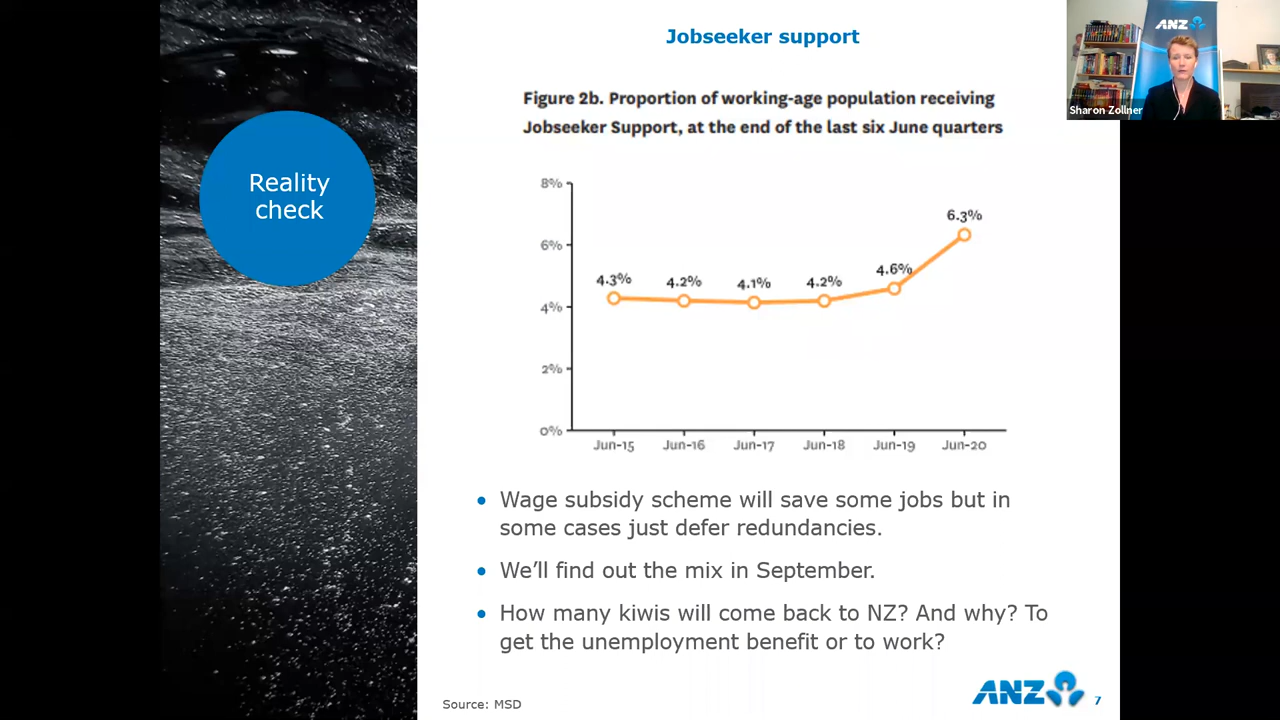 Jobseeker support
ANZ
Sharon Zollner
Reality
check
Figure 2b. Proportion of working-age population receiving
Jobseeker Support, at the end of the last six June quarters
8%
6%
4%
2%
0%
4.3%
4.2%
4.1%
4.2%
4.6%
6.3%
Jun-15
Jun-16
Jun-17
Jun-18
Jun-19
Jun-20
• Wage subsidy scheme will save some jobs but in
some cases just defer redundancies.
• We'll find out the mix in September.
• How many kiwis will come back to NZ? And why? To
get the unemployment benefit or to work?
Source: MSD
ANZ
7